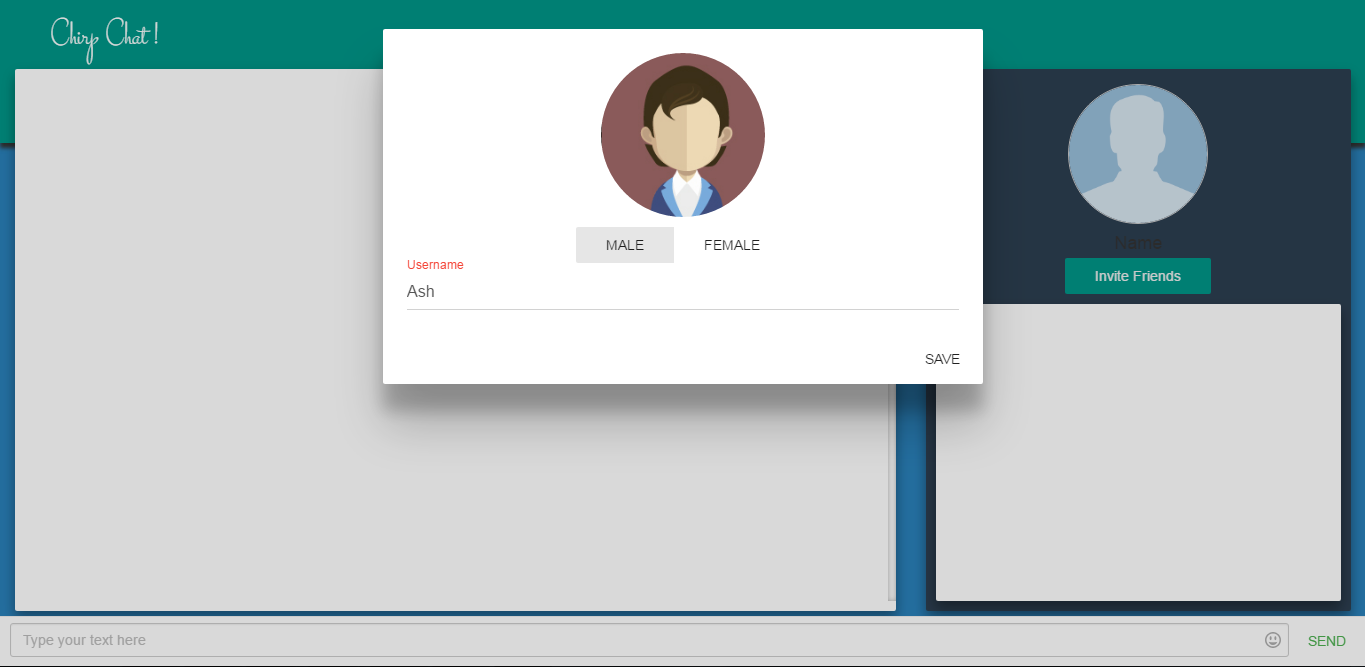 Chirp Chat !
MALE
FEMALE
Username
Ash
SAVE
Name
Invite Friends
Type your text here
SEND